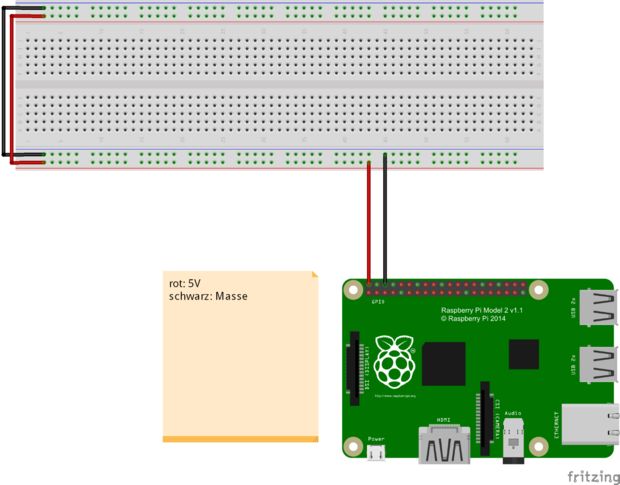 rot: 5V
schwarz: Masse
GPIO
Raspberry Pi Model 2 v1.1
© Raspberry Pi 2014
DSI (DISPLAY)
http://www.raspberrypi.org
CSI (CAMERA)
HDMI
Audio
Power
USB 2x
USB 2x
ETHERNET
fritzing